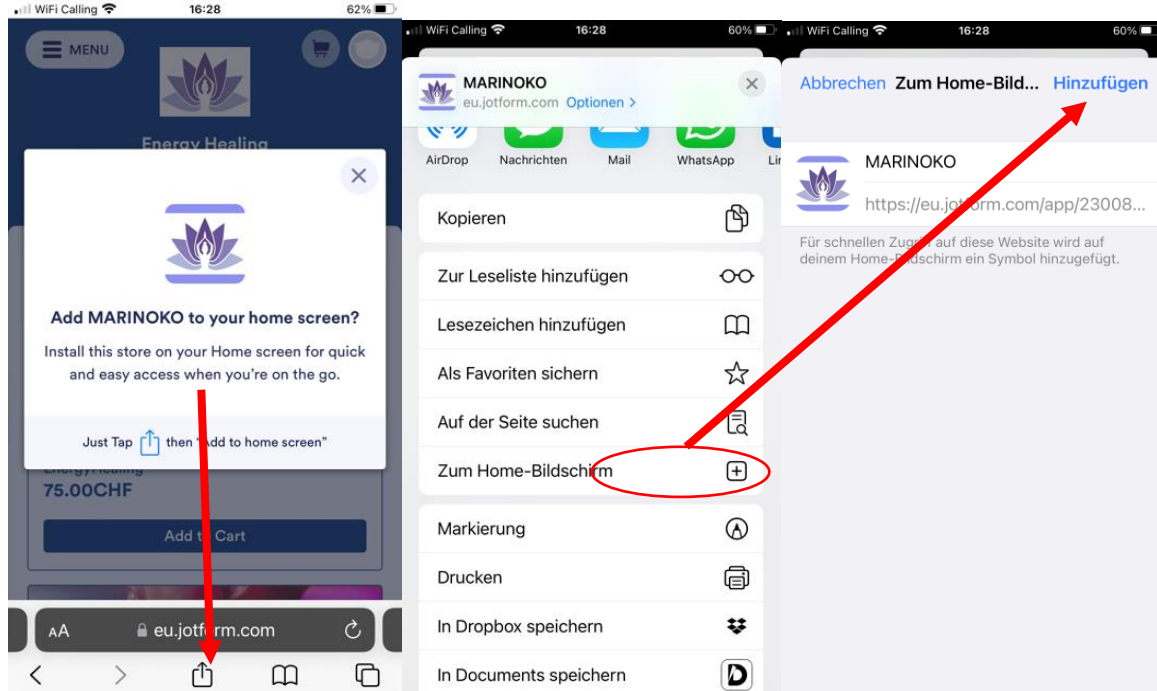 WiFi Calling 16:28 62%
MENU
Energy Healing
Add MARINOKO to your home screen?
Install this store on your Home screen for quick
and easy access when you're on the go.
Just Tap then "Add to home screen"
EnergyHealing
75.00CHF
Add to Cart
AA eu.jotform.com
WiFi Calling 16:28 60%
MARINOKO
eu.jotform.com Optionen >
AirDrop Nachrichten Mail WhatsApp
Kopieren
Zur Leseliste hinzufügen
Lesezeichen hinzufügen
Als Favoriten sichern
Auf der Seite suchen
Zum Home-Bildschirm
Markierung
Drucken
In Dropbox speichern
In Documents speichern
WiFi Calling 16:28 60%
Abbrechen Zum Home-Bild... Hinzufügen
MARINOKO
https://eu.jotform.com/app/23008...
Für schnellen Zugriff auf diese Website wird auf
deinem Home-Bildschirm ein Symbol hinzugefügt.